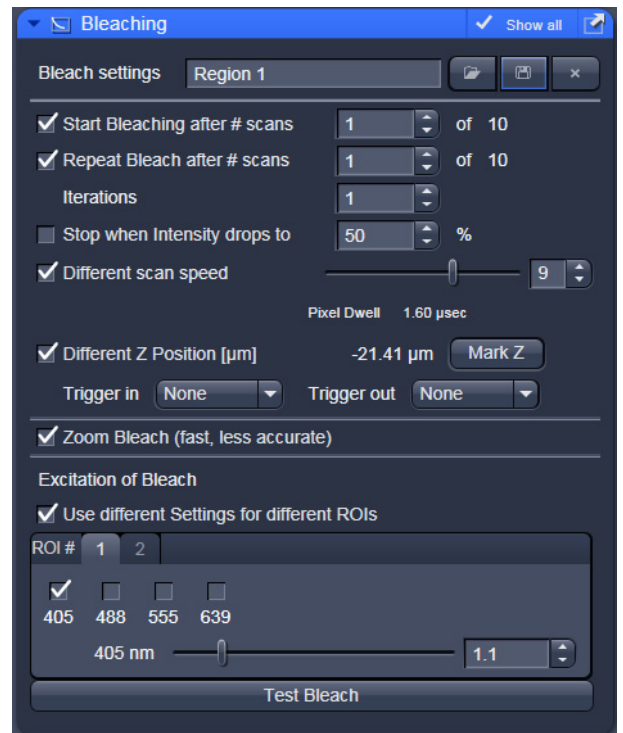 Bleaching Show all
Bleach settings Region 1
Start Bleaching after # scans 1 of 10
Repeat Bleach after # scans 1 of 10
Iterations 1
Stop when Intensity drops to 50 %
Different scan speed 9
Pixel Dwell 1.60 µsec
Different Z Position [µm] -21.41 µm Mark Z
Trigger in None Trigger out None
Zoom Bleach (fast, less accurate)
Excitation of Bleach
Use different Settings for different ROIs
ROI # 1 2
405 488 555 639
405 nm 1.1
Test Bleach